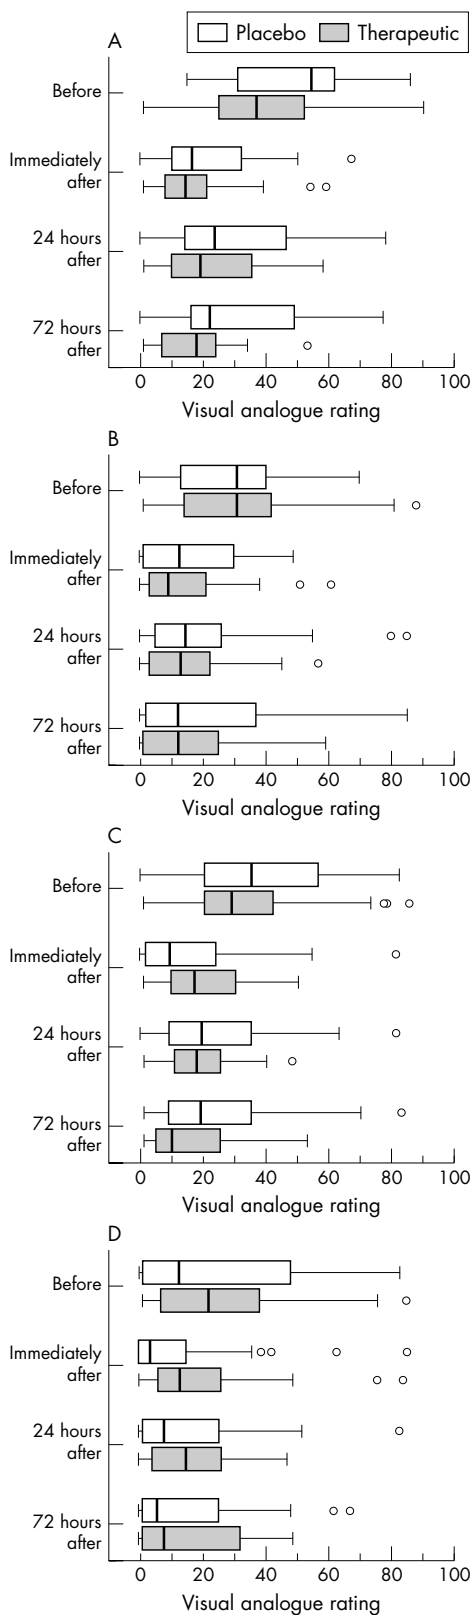 Placebo Therapeutic
A
Before
Immediately
after
24 hours
after
72 hours
after
0 20 40 60 80 100
Visual analogue rating
B
Before
Immediately
after
24 hours
after
72 hours
after
0 20 40 60 80 100
Visual analogue rating
C
Before
Immediately
after
24 hours
after
72 hours
after
0 20 40 60 80 100
Visual analogue rating
D
Before
Immediately
after
24 hours
after
72 hours
after
0 20 40 60 80 100
Visual analogue rating